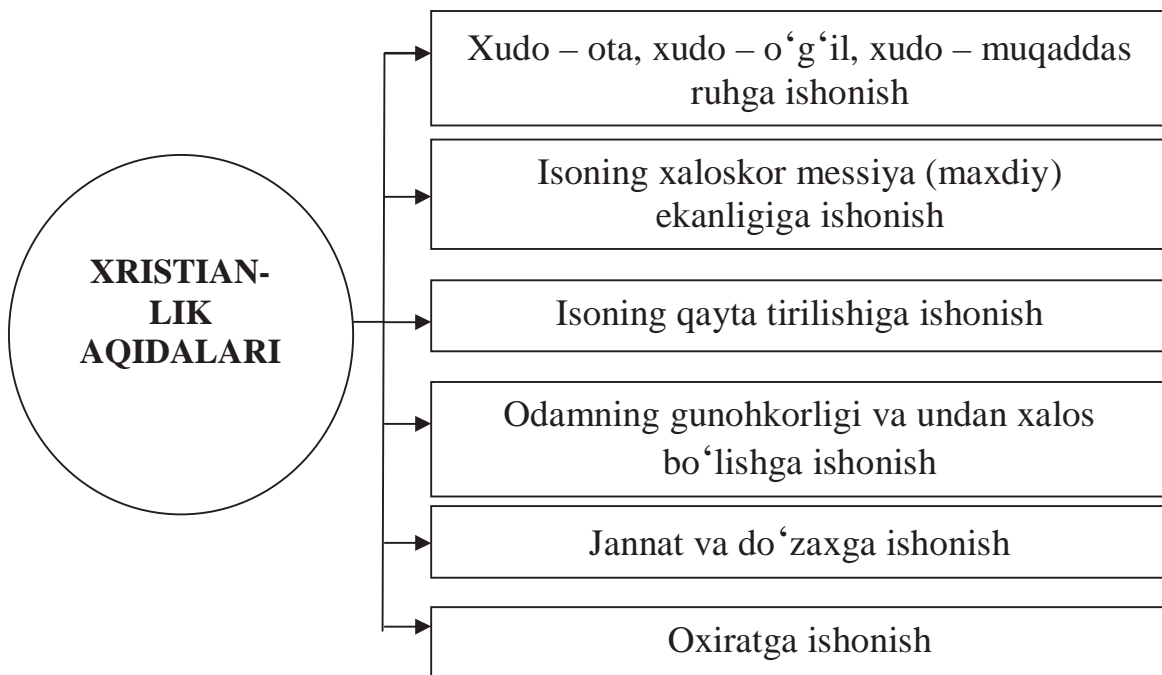 XRISTIAN-
LIK
AQIDALARI
Xudo – ota, xudo – o‘g‘il, xudo – muqaddas
ruhga ishonish
Isoning xaloskor messiya (maxdiy)
ekanligiga ishonish
Isoning qayta tirilishiga ishonish
Odamning gunohkorligi va undan xalos
bo‘lishga ishonish
Jannat va do‘zaxga ishonish
Oxiratga ishonish